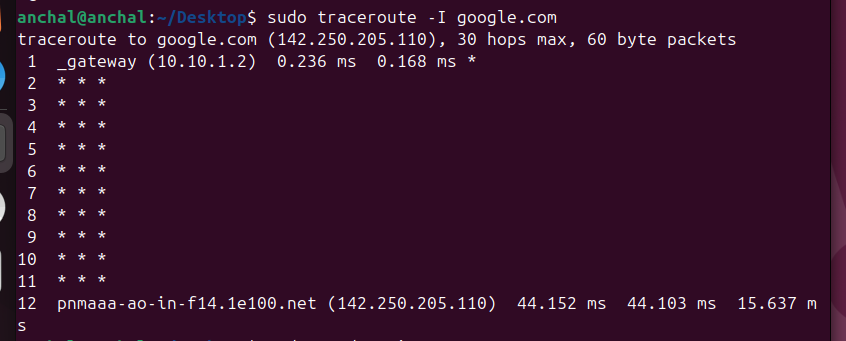 anchal@anchal:~/Desktop$ sudo traceroute -I google.com
traceroute to google.com (142.250.205.110), 30 hops max, 60 byte packets
 1  _gateway (10.10.1.2)  0.236 ms  0.168 ms *
 2  * * *
 3  * * *
 4  * * *
 5  * * *
 6  * * *
 7  * * *
 8  * * *
 9  * * *
10  * * *
11  * * *
12  pnmaaa-ao-in-f14.1e100.net (142.250.205.110)  44.152 ms  44.103 ms  15.637 m
s